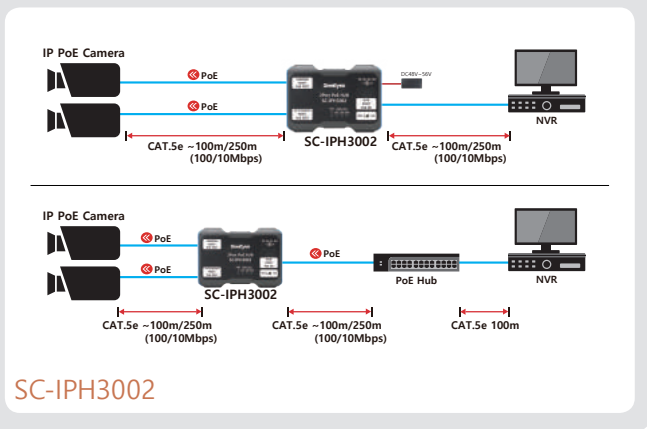 IP PoE Camera
PoE
DC48V~56V
PoE
SC-IPH3002
NVR
CAT.5e ~100m/250m
(100/10Mbps)
CAT.5e ~100m/250m
(100/10Mbps)
IP PoE Camera
PoE
PoE
PoE
SC-IPH3002
PoE Hub
NVR
CAT.5e ~100m/250m
(100/10Mbps)
CAT.5e ~100m/250m
(100/10Mbps)
CAT.5e 100m
SC-IPH3002